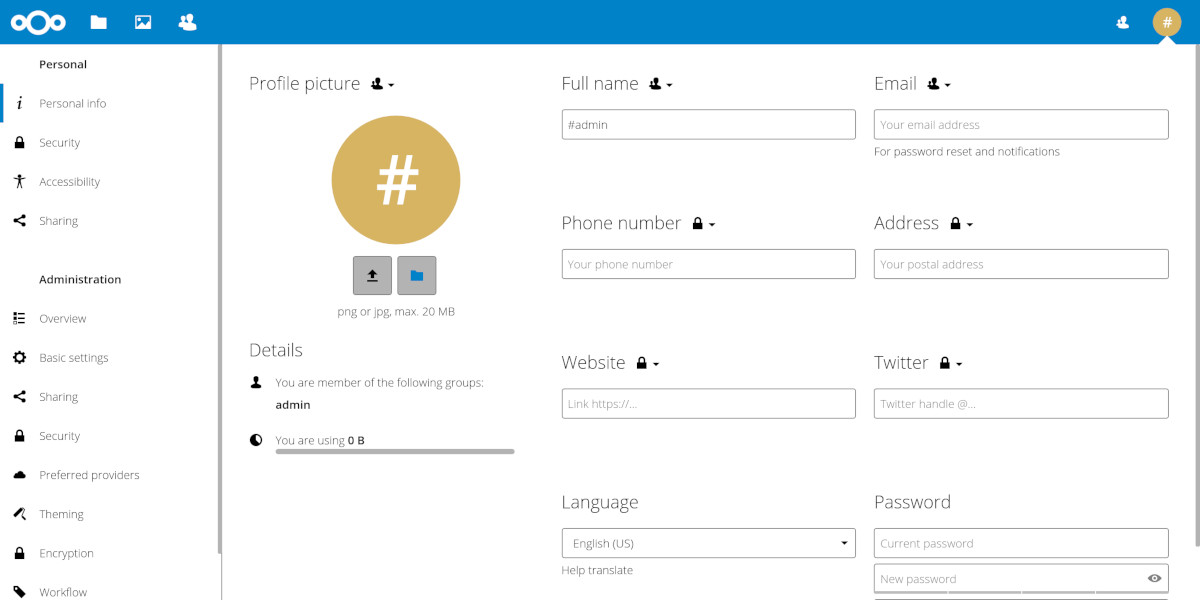 #
Personal
Personal info
Security
Accessibility
Sharing
Administration
Overview
Basic settings
Sharing
Security
Preferred providers
Theming
Encryption
Workflow
Profile picture
#
png or jpg, max. 20 MB
Details
You are member of the following groups:
admin
You are using 0 B
Full name
#admin
Email
Your email address
For password reset and notifications
Phone number
Your phone number
Address
Your postal address
Website
Link https://...
Twitter
Twitter handle @...
Language
English (US)
Help translate
Password
Current password
New password